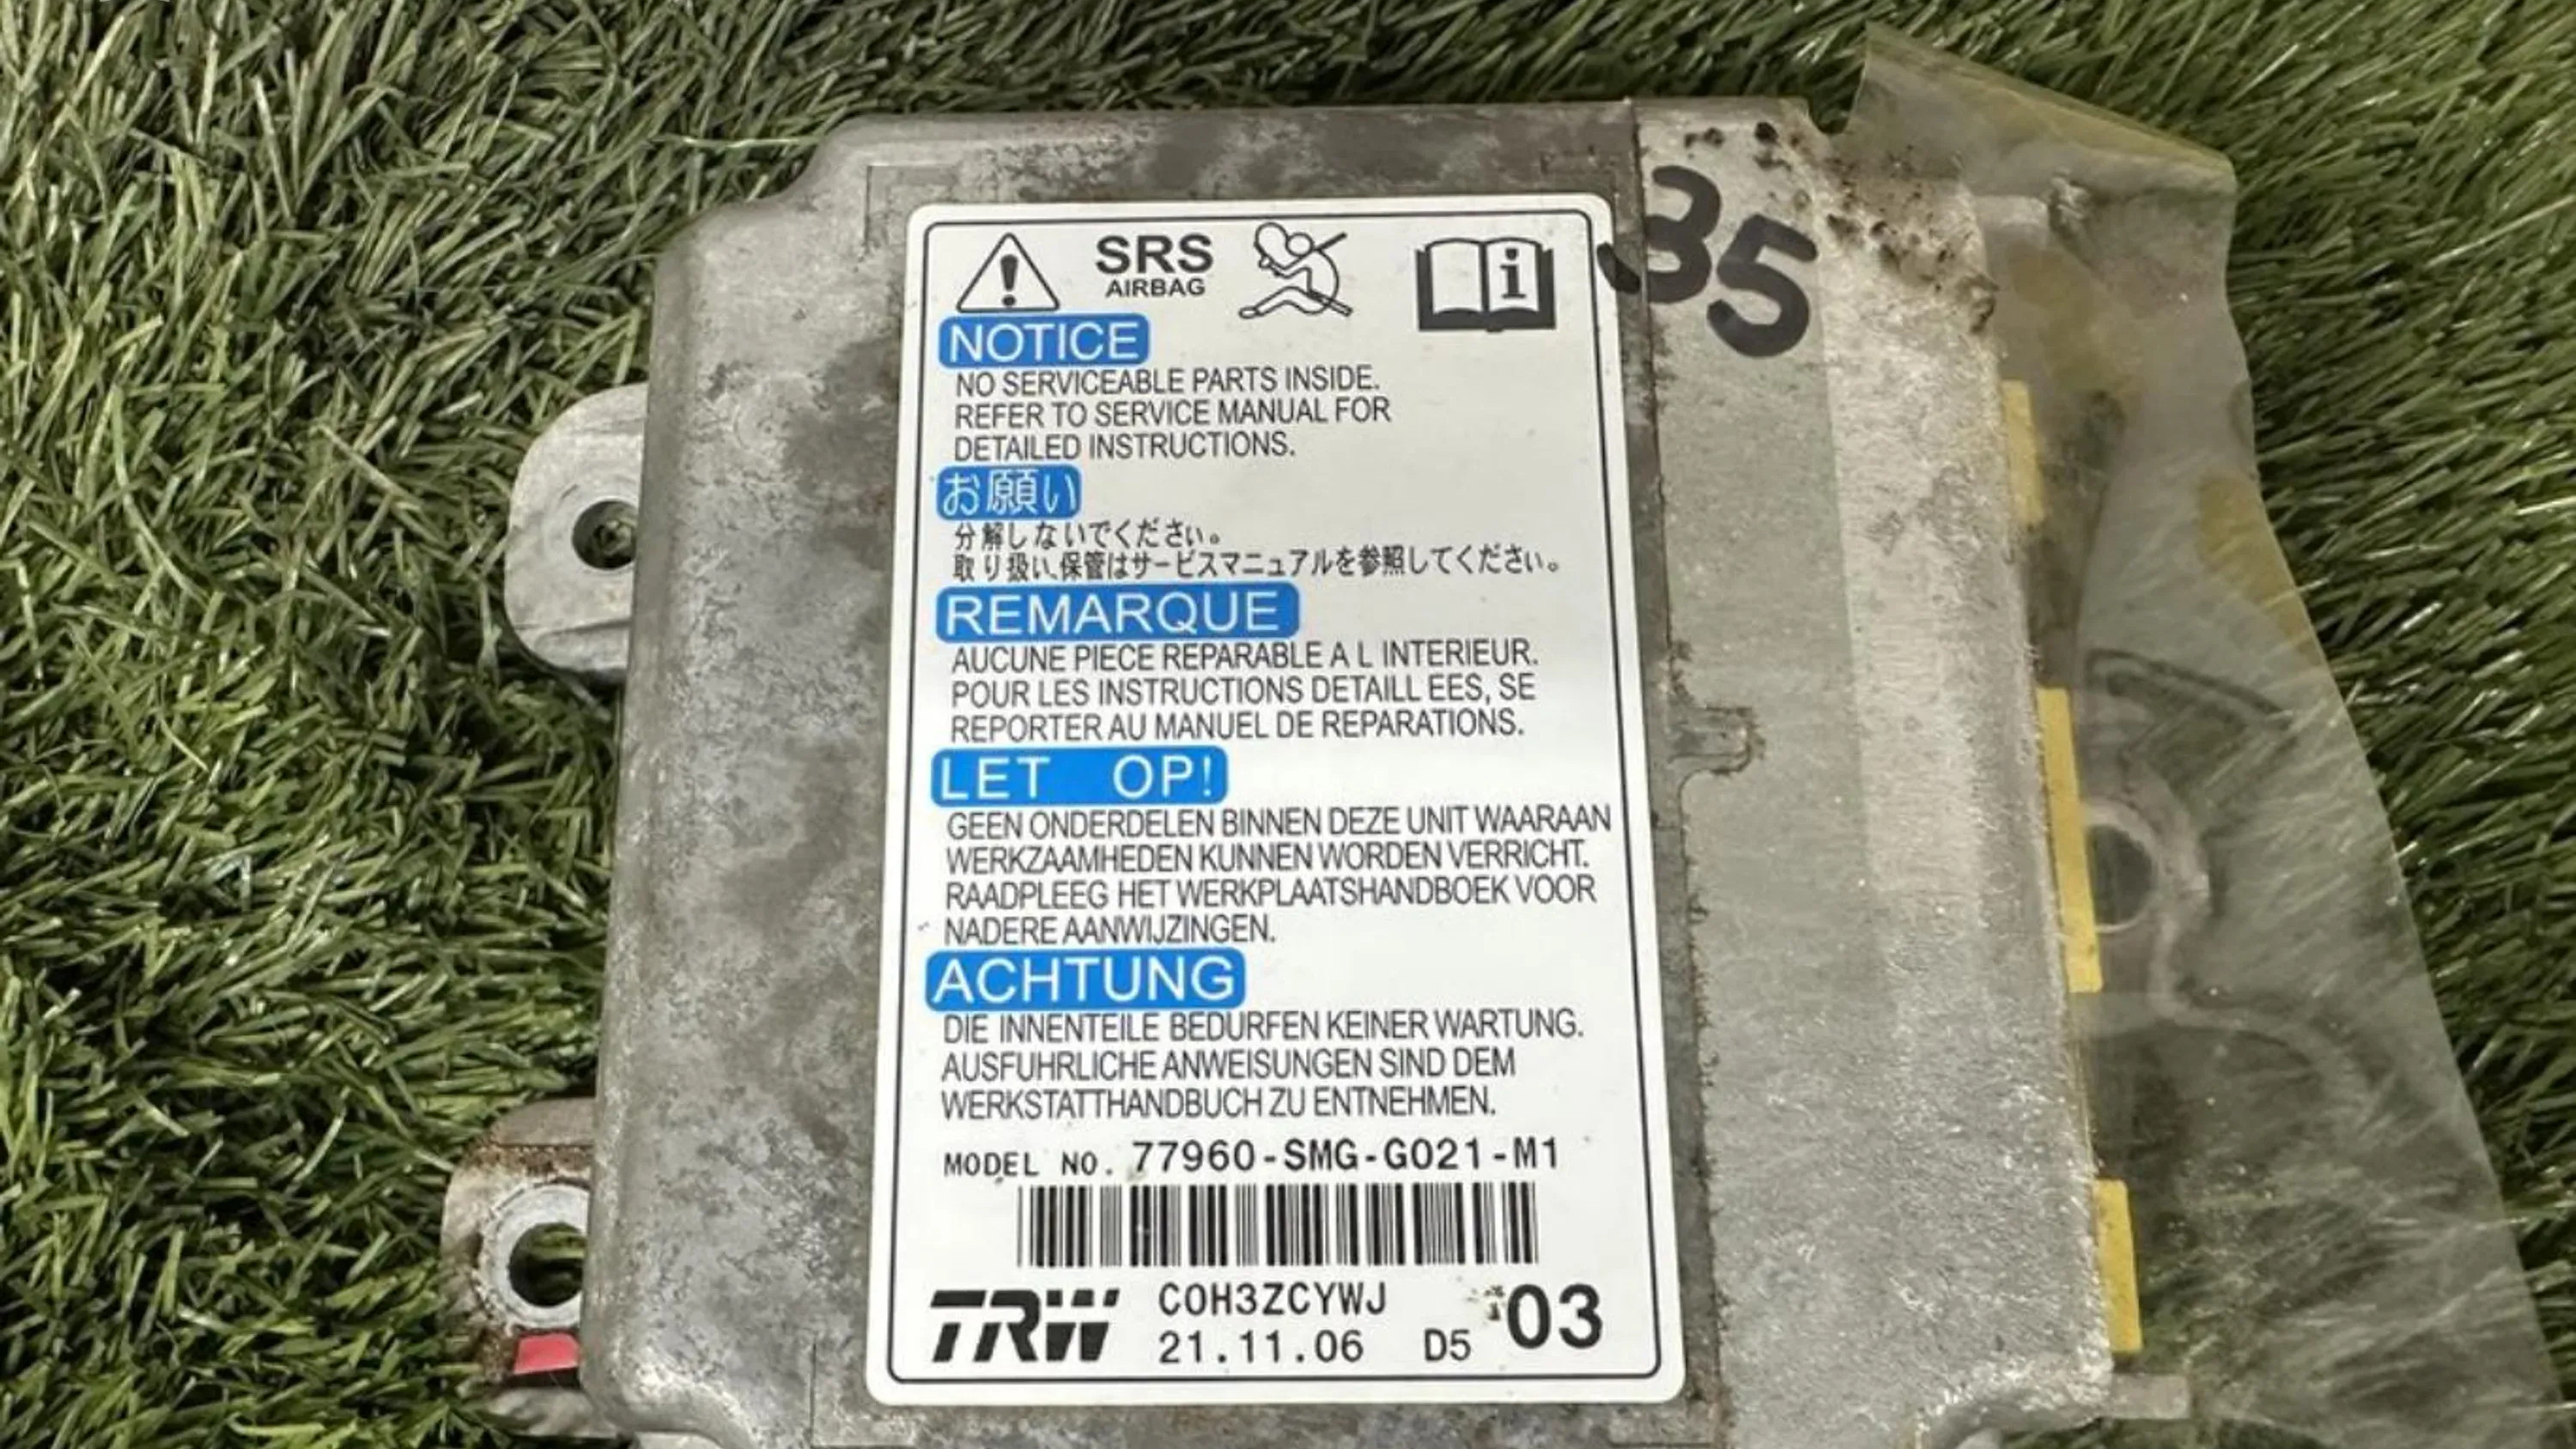 SRS
AIRBAG
i
35
NOTICE
NO SERVICEABLE PARTS INSIDE.
REFER TO SERVICE MANUAL FOR
DETAILED INSTRUCTIONS.
お願い
分解しないでください。
取り扱い、保管はサービスマニュアルを参照してください。
REMARQUE
AUCUNE PIECE REPARABLE A L INTERIEUR.
POUR LES INSTRUCTIONS DETAILL EES, SE
REPORTER AU MANUEL DE REPARATIONS.
LET OP!
GEEN ONDERDELEN BINNEN DEZE UNIT WAARAAN
WERKZAAMHEDEN KUNNEN WORDEN VERRICHT.
RAADPLEEG HET WERKPLAATSHANDBOEK VOOR
NADERE AANWIJZINGEN.
ACHTUNG
DIE INNENTEILE BEDURFEN KEINER WARTUNG.
AUSFUHRLICHE ANWEISUNGEN SIND DEM
WERKSTATTHANDBUCH ZU ENTNEHMEN.
MODEL NO. 77960-SMG-G021-M1
TRW C0H3ZCYWJ 03
21.11.06 D5